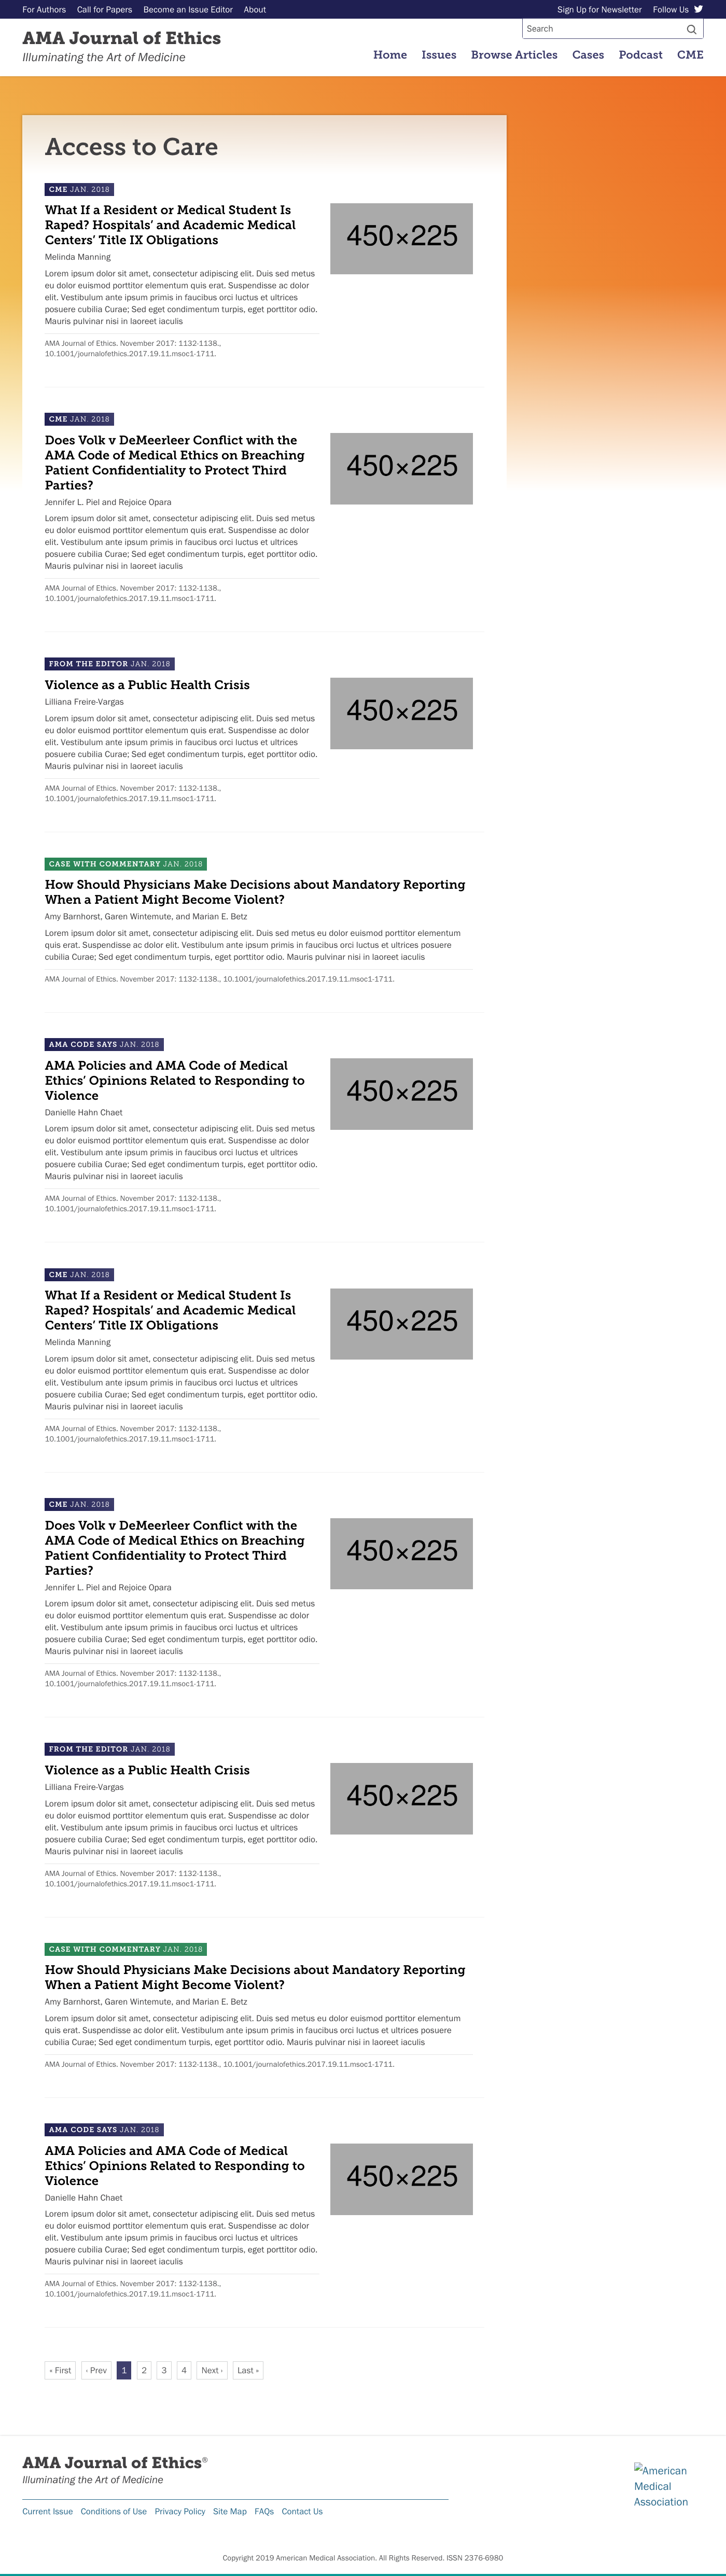 For Authors Call for Papers Become an Issue Editor About Sign Up for Newsletter Follow Us
AMA Journal of Ethics
Illuminating the Art of Medicine
Search
Home Issues Browse Articles Cases Podcast CME
Access to Care
CME JAN. 2018
What If a Resident or Medical Student Is
Raped? Hospitals’ and Academic Medical
Centers’ Title IX Obligations
450×225
Melinda Manning
Lorem ipsum dolor sit amet, consectetur adipiscing elit. Duis sed metus
eu dolor euismod porttitor elementum quis erat. Suspendisse ac dolor
elit. Vestibulum ante ipsum primis in faucibus orci luctus et ultrices
posuere cubilia Curae; Sed eget condimentum turpis, eget porttitor odio.
Mauris pulvinar nisi in laoreet iaculis
AMA Journal of Ethics. November 2017: 1132-1138.,
10.1001/journalofethics.2017.19.11.msoc1-1711.
CME JAN. 2018
Does Volk v DeMeerleer Conflict with the
AMA Code of Medical Ethics on Breaching
Patient Confidentiality to Protect Third
Parties?
450×225
Jennifer L. Piel and Rejoice Opara
Lorem ipsum dolor sit amet, consectetur adipiscing elit. Duis sed metus
eu dolor euismod porttitor elementum quis erat. Suspendisse ac dolor
elit. Vestibulum ante ipsum primis in faucibus orci luctus et ultrices
posuere cubilia Curae; Sed eget condimentum turpis, eget porttitor odio.
Mauris pulvinar nisi in laoreet iaculis
AMA Journal of Ethics. November 2017: 1132-1138.,
10.1001/journalofethics.2017.19.11.msoc1-1711.
FROM THE EDITOR JAN. 2018
Violence as a Public Health Crisis
450×225
Lilliana Freire-Vargas
Lorem ipsum dolor sit amet, consectetur adipiscing elit. Duis sed metus
eu dolor euismod porttitor elementum quis erat. Suspendisse ac dolor
elit. Vestibulum ante ipsum primis in faucibus orci luctus et ultrices
posuere cubilia Curae; Sed eget condimentum turpis, eget porttitor odio.
Mauris pulvinar nisi in laoreet iaculis
AMA Journal of Ethics. November 2017: 1132-1138.,
10.1001/journalofethics.2017.19.11.msoc1-1711.
CASE WITH COMMENTARY JAN. 2018
How Should Physicians Make Decisions about Mandatory Reporting
When a Patient Might Become Violent?
Amy Barnhorst, Garen Wintemute, and Marian E. Betz
Lorem ipsum dolor sit amet, consectetur adipiscing elit. Duis sed metus eu dolor euismod porttitor elementum
quis erat. Suspendisse ac dolor elit. Vestibulum ante ipsum primis in faucibus orci luctus et ultrices posuere
cubilia Curae; Sed eget condimentum turpis, eget porttitor odio. Mauris pulvinar nisi in laoreet iaculis
AMA Journal of Ethics. November 2017: 1132-1138., 10.1001/journalofethics.2017.19.11.msoc1-1711.
AMA CODE SAYS JAN. 2018
AMA Policies and AMA Code of Medical
Ethics’ Opinions Related to Responding to
Violence
450×225
Danielle Hahn Chaet
Lorem ipsum dolor sit amet, consectetur adipiscing elit. Duis sed metus
eu dolor euismod porttitor elementum quis erat. Suspendisse ac dolor
elit. Vestibulum ante ipsum primis in faucibus orci luctus et ultrices
posuere cubilia Curae; Sed eget condimentum turpis, eget porttitor odio.
Mauris pulvinar nisi in laoreet iaculis
AMA Journal of Ethics. November 2017: 1132-1138.,
10.1001/journalofethics.2017.19.11.msoc1-1711.
CME JAN. 2018
What If a Resident or Medical Student Is
Raped? Hospitals’ and Academic Medical
Centers’ Title IX Obligations
450×225
Melinda Manning
Lorem ipsum dolor sit amet, consectetur adipiscing elit. Duis sed metus
eu dolor euismod porttitor elementum quis erat. Suspendisse ac dolor
elit. Vestibulum ante ipsum primis in faucibus orci luctus et ultrices
posuere cubilia Curae; Sed eget condimentum turpis, eget porttitor odio.
Mauris pulvinar nisi in laoreet iaculis
AMA Journal of Ethics. November 2017: 1132-1138.,
10.1001/journalofethics.2017.19.11.msoc1-1711.
CME JAN. 2018
Does Volk v DeMeerleer Conflict with the
AMA Code of Medical Ethics on Breaching
Patient Confidentiality to Protect Third
Parties?
450×225
Jennifer L. Piel and Rejoice Opara
Lorem ipsum dolor sit amet, consectetur adipiscing elit. Duis sed metus
eu dolor euismod porttitor elementum quis erat. Suspendisse ac dolor
elit. Vestibulum ante ipsum primis in faucibus orci luctus et ultrices
posuere cubilia Curae; Sed eget condimentum turpis, eget porttitor odio.
Mauris pulvinar nisi in laoreet iaculis
AMA Journal of Ethics. November 2017: 1132-1138.,
10.1001/journalofethics.2017.19.11.msoc1-1711.
FROM THE EDITOR JAN. 2018
Violence as a Public Health Crisis
450×225
Lilliana Freire-Vargas
Lorem ipsum dolor sit amet, consectetur adipiscing elit. Duis sed metus
eu dolor euismod porttitor elementum quis erat. Suspendisse ac dolor
elit. Vestibulum ante ipsum primis in faucibus orci luctus et ultrices
posuere cubilia Curae; Sed eget condimentum turpis, eget porttitor odio.
Mauris pulvinar nisi in laoreet iaculis
AMA Journal of Ethics. November 2017: 1132-1138.,
10.1001/journalofethics.2017.19.11.msoc1-1711.
CASE WITH COMMENTARY JAN. 2018
How Should Physicians Make Decisions about Mandatory Reporting
When a Patient Might Become Violent?
Amy Barnhorst, Garen Wintemute, and Marian E. Betz
Lorem ipsum dolor sit amet, consectetur adipiscing elit. Duis sed metus eu dolor euismod porttitor elementum
quis erat. Suspendisse ac dolor elit. Vestibulum ante ipsum primis in faucibus orci luctus et ultrices posuere
cubilia Curae; Sed eget condimentum turpis, eget porttitor odio. Mauris pulvinar nisi in laoreet iaculis
AMA Journal of Ethics. November 2017: 1132-1138., 10.1001/journalofethics.2017.19.11.msoc1-1711.
AMA CODE SAYS JAN. 2018
AMA Policies and AMA Code of Medical
Ethics’ Opinions Related to Responding to
Violence
450×225
Danielle Hahn Chaet
Lorem ipsum dolor sit amet, consectetur adipiscing elit. Duis sed metus
eu dolor euismod porttitor elementum quis erat. Suspendisse ac dolor
elit. Vestibulum ante ipsum primis in faucibus orci luctus et ultrices
posuere cubilia Curae; Sed eget condimentum turpis, eget porttitor odio.
Mauris pulvinar nisi in laoreet iaculis
AMA Journal of Ethics. November 2017: 1132-1138.,
10.1001/journalofethics.2017.19.11.msoc1-1711.
« First ‹ Prev 1 2 3 4 Next › Last »
AMA Journal of Ethics®
Illuminating the Art of Medicine
American
Medical
Association
Current Issue Conditions of Use Privacy Policy Site Map FAQs Contact Us
Copyright 2019 American Medical Association. All Rights Reserved. ISSN 2376-6980